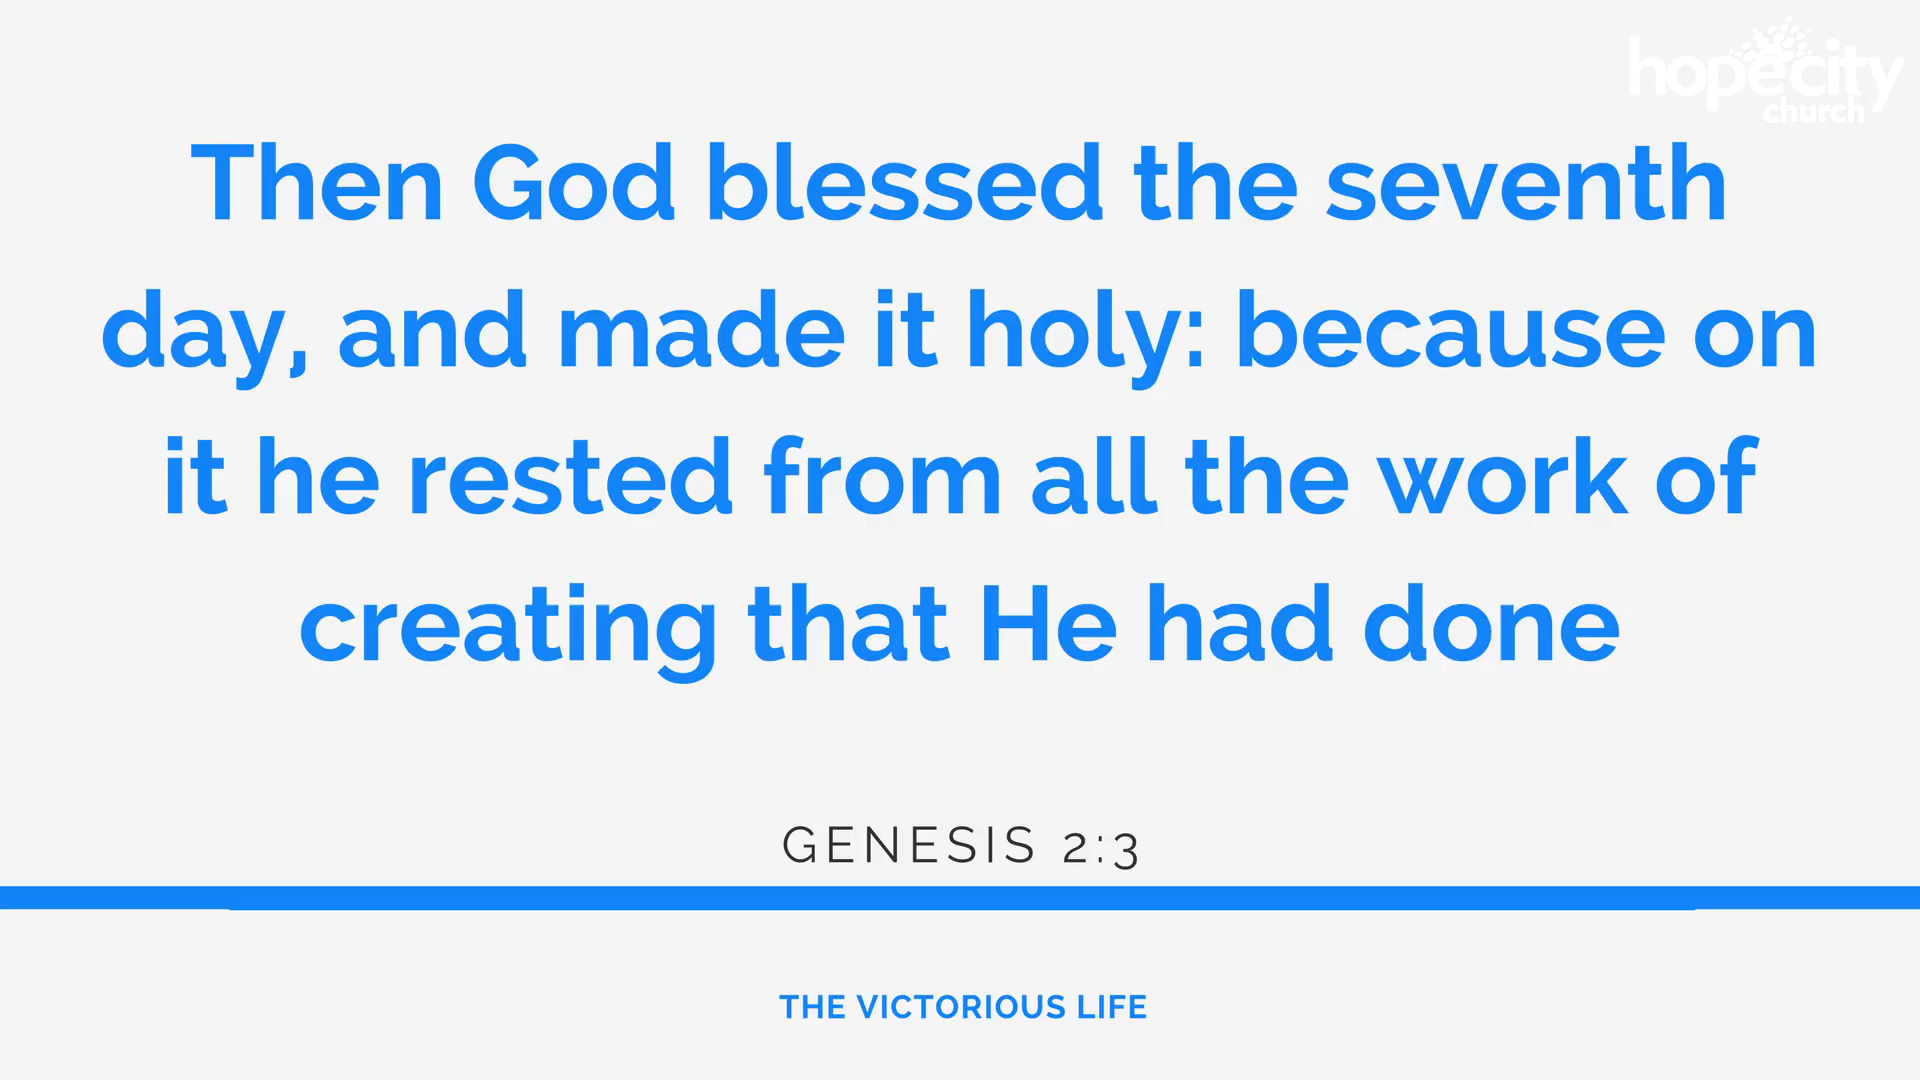 hopecity
church
Then God blessed the seventh
day, and made it holy: because on
it he rested from all the work of
creating that He had done
GENESIS 2:3
THE VICTORIOUS LIFE